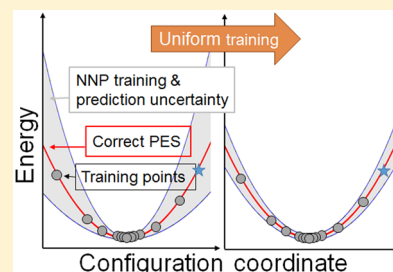 Uniform training
NNP training &
prediction uncertainty
Correct PES
Training points
Energy
Configuration coordinate